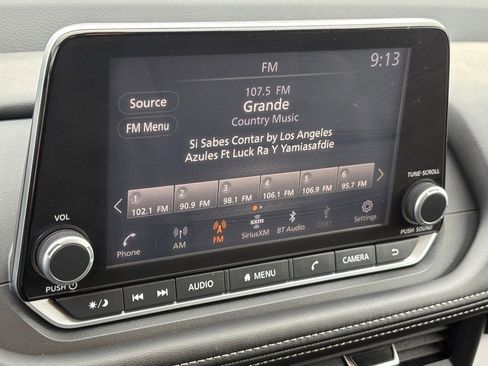 FM
9:13
107.5 FM
Source
Grande
FM Menu
Country Music
Si Sabes Contar by Los Angeles
Azules Ft Luck Ra Y Yamiasafdie
1
102.1 FM
2
90.9 FM
3
98.1 FM
4
106.1 FM
5
106.9 FM
6
95.7 FM
Phone
AM
FM
sxm
SiriusXM
BT Audio
USB1
Settings
VOL
PUSH
TUNE·SCROLL
PUSH SOUND
AUDIO
MENU
CAMERA